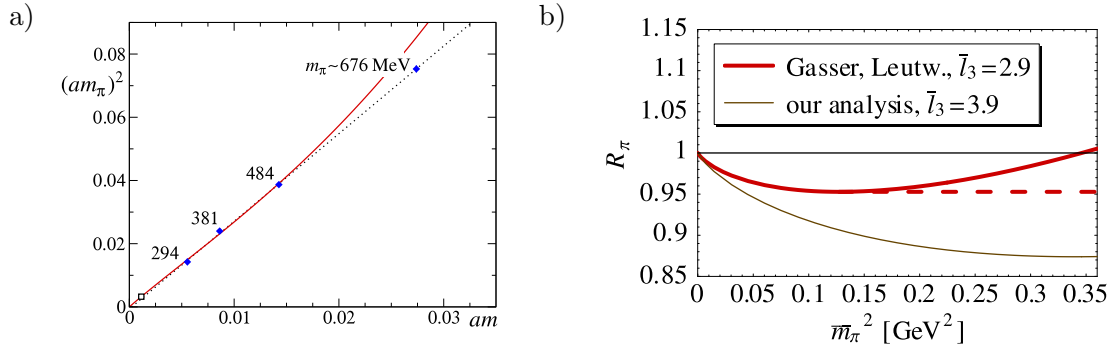 a)
0.08
(amπ)²
mπ~676 MeV
0.06
0.04
484
381
0.02
294
0
0 0.01 0.02 0.03 am
b)
1.15
1.1
Gasser, Leutw., l̄₃=2.9
1.05
our analysis, l̄₃=3.9
Rπ
1
0.95
0.9
0.85
0 0.05 0.1 0.15 0.2 0.25 0.3 0.35
m̄π² [GeV²]